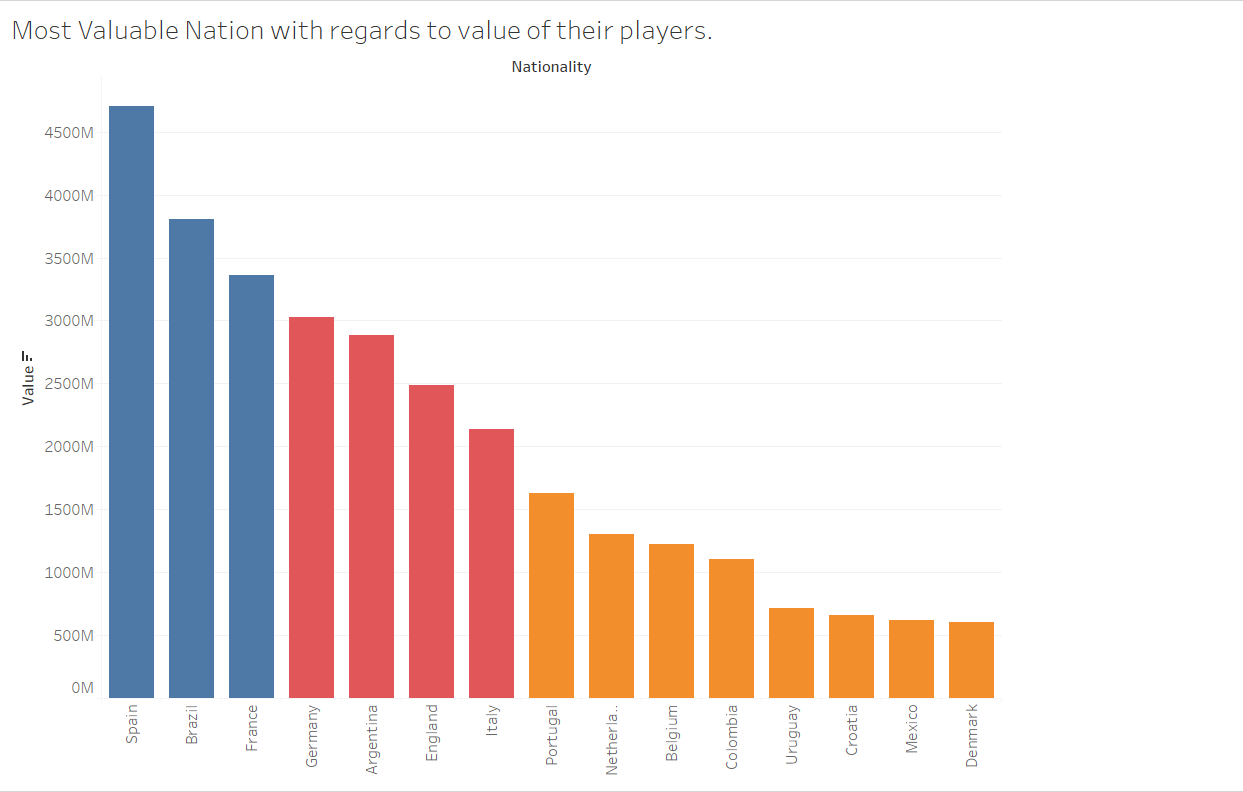 Most Valuable Nation with regards to value of their players.
Nationality
4500M
4000M
3500M
3000M
2500M
2000M
1500M
1000M
500M
0M
Value
Spain
Brazil
France
Germany
Argentina
England
Italy
Portugal
Netherla..
Belgium
Colombia
Uruguay
Croatia
Mexico
Denmark